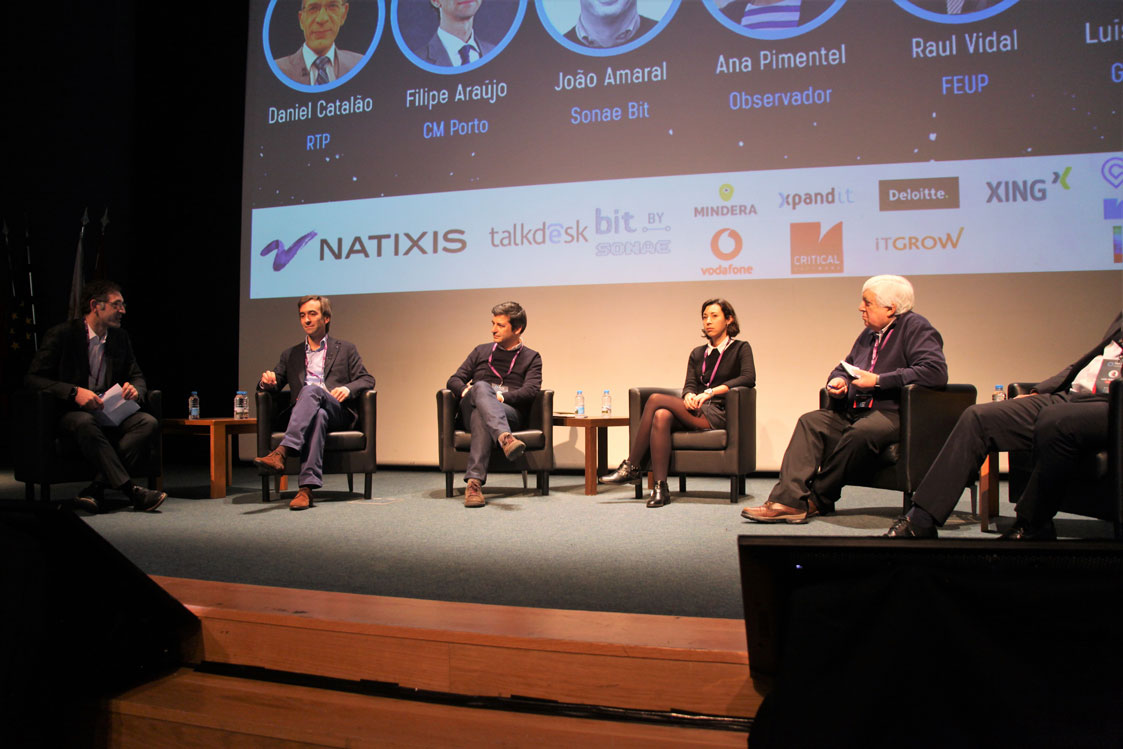 Daniel Catalão
RTP
Filipe Araújo
CM Porto
João Amaral
Sonae Bit
Ana Pimentel
Observador
Raul Vidal
FEUP
NATIXIS
talkdesk
bit BY
SONAE
MINDERA
vodafone
xpand it
CRITICAL
Deloitte.
iTGROW
XING